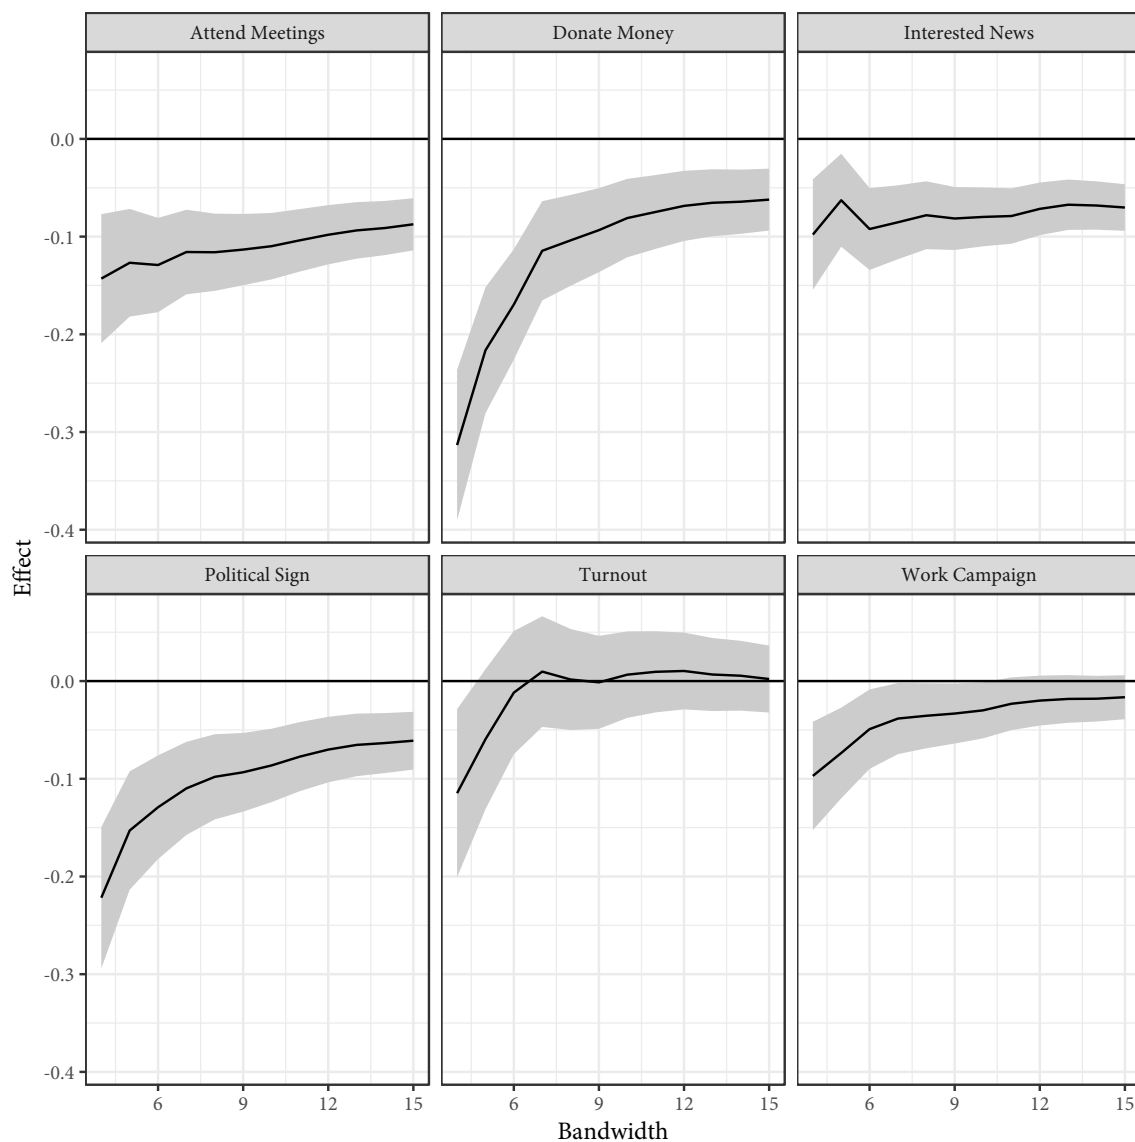 Attend Meetings Donate Money Interested News
0.0
-0.1
-0.2
-0.3
-0.4
Effect
Political Sign Turnout Work Campaign
0.0
-0.1
-0.2
-0.3
-0.4
6 9 12 15 6 9 12 15 6 9 12 15
Bandwidth